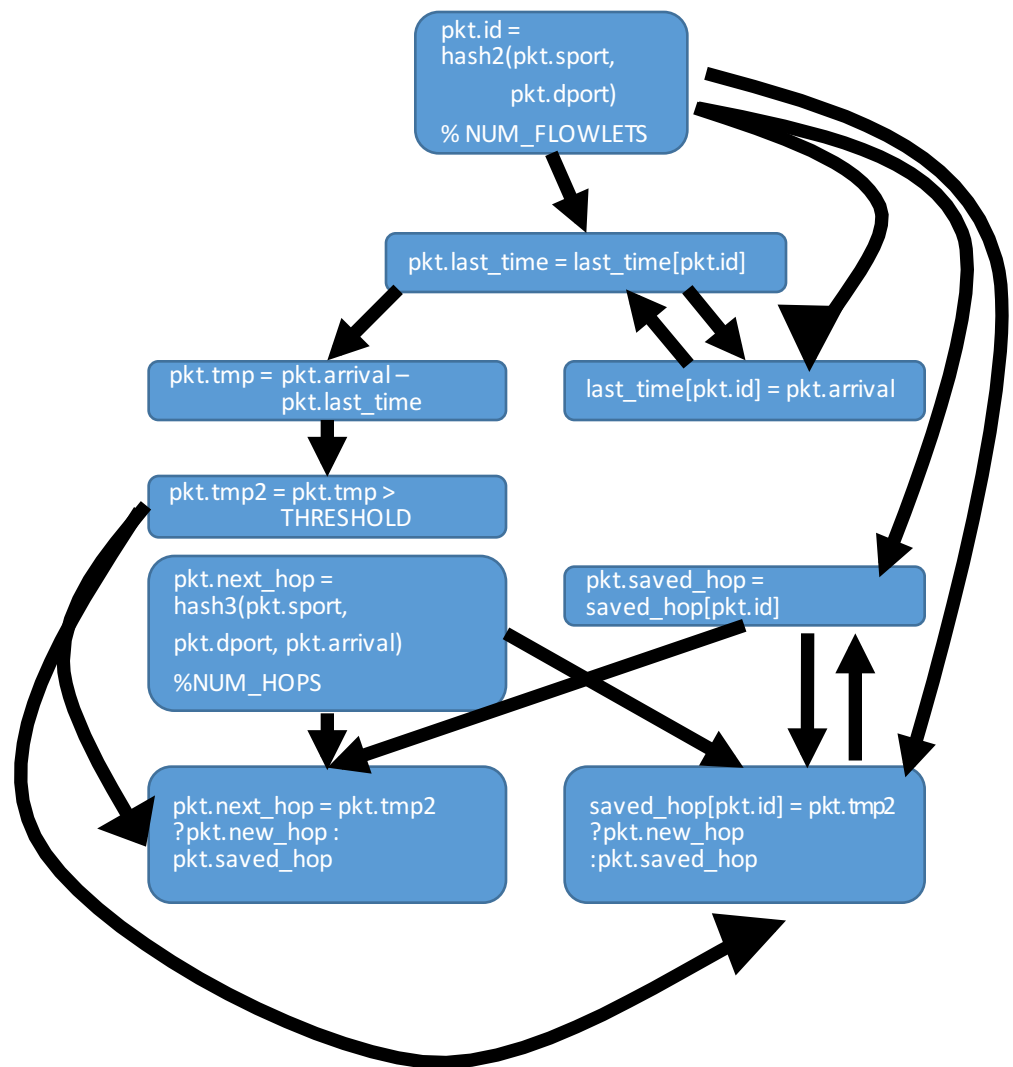 pkt.id =
hash2(pkt.sport,
pkt.dport)
% NUM_FLOWLETS
pkt.last_time = last_time[pkt.id]
pkt.tmp = pkt.arrival –
pkt.last_time
last_time[pkt.id] = pkt.arrival
pkt.tmp2 = pkt.tmp >
THRESHOLD
pkt.next_hop =
hash3(pkt.sport,
pkt.dport, pkt.arrival)
%NUM_HOPS
pkt.saved_hop =
saved_hop[pkt.id]
pkt.next_hop = pkt.tmp2
?pkt.new_hop :
pkt.saved_hop
saved_hop[pkt.id] = pkt.tmp2
?pkt.new_hop
:pkt.saved_hop